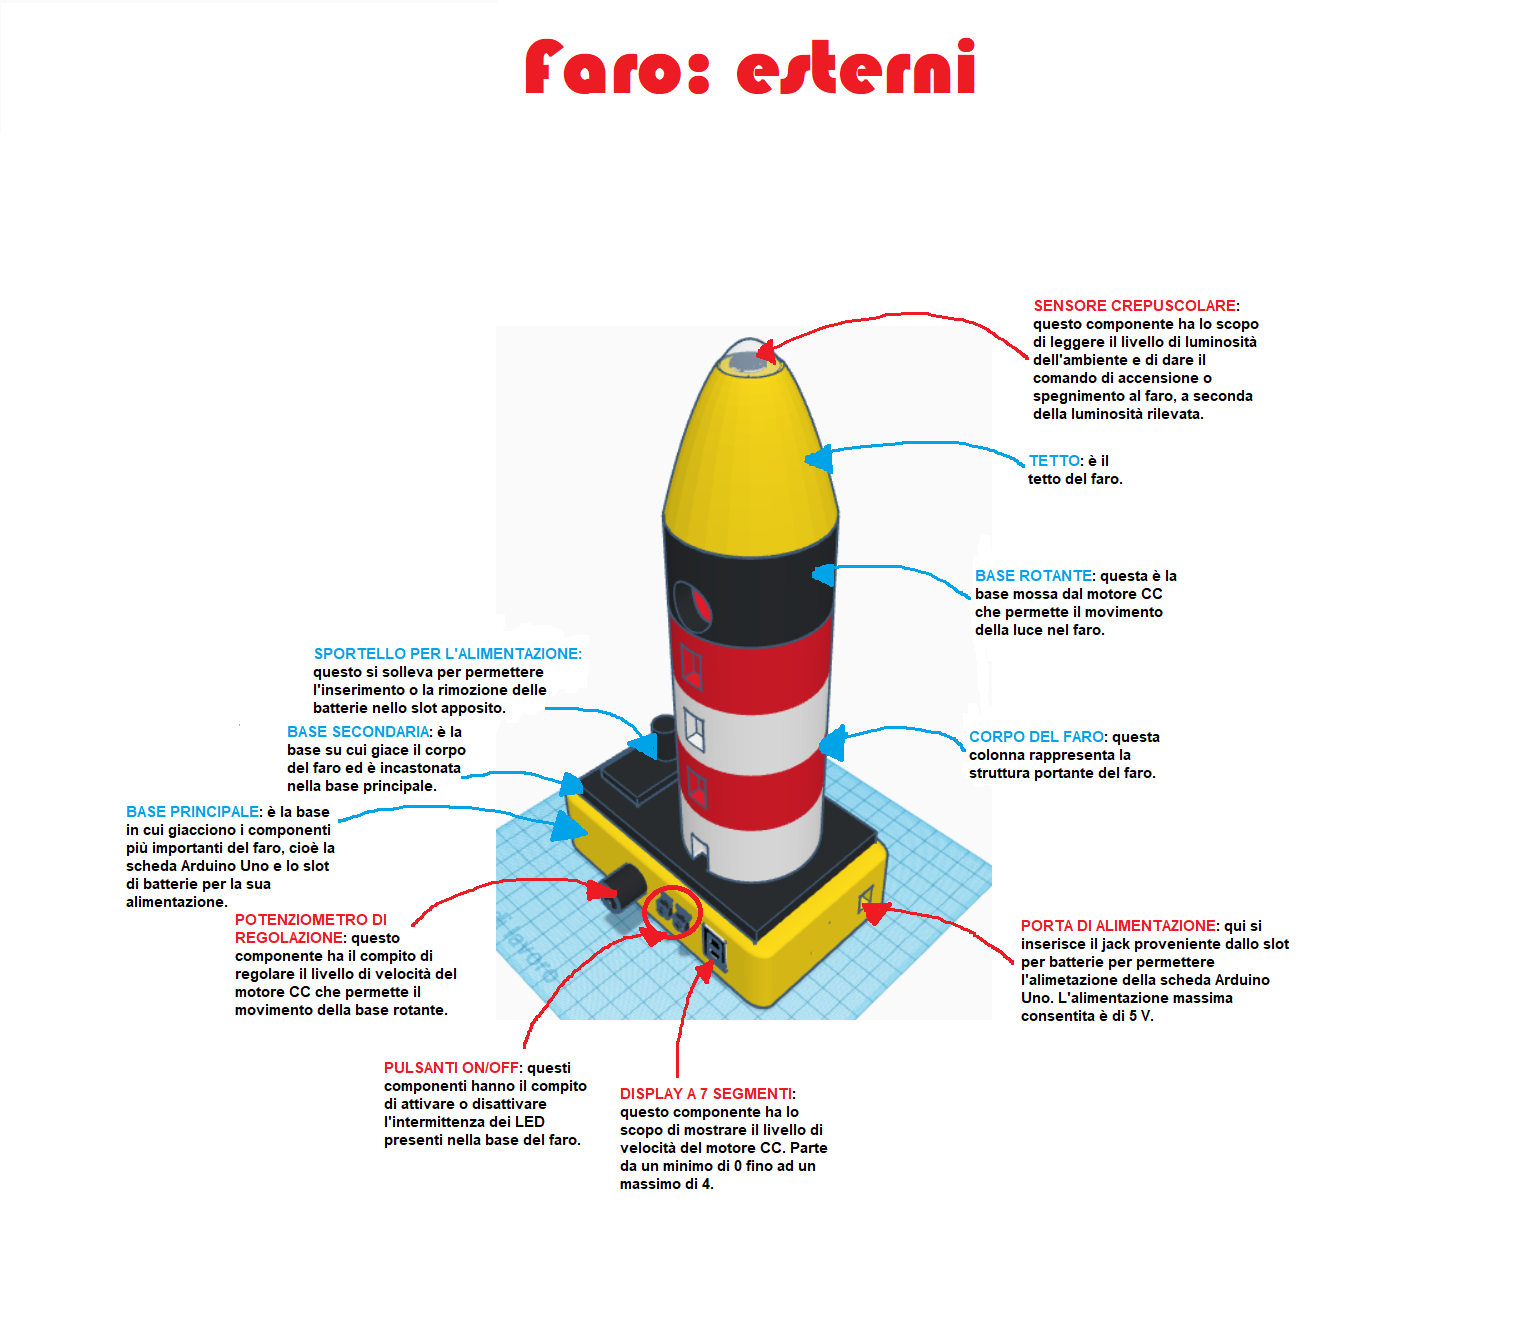 Faro: esterni
SENSORE CREPUSCOLARE:
questo componente ha lo scopo
di leggere il livello di luminosità
dell'ambiente e di dare il
comando di accensione o
spegnimento al faro, a seconda
della luminosità rilevata.
TETTO: è il
tetto del faro.
BASE ROTANTE: questa è la
base mossa dal motore CC
che permette il movimento
della luce nel faro.
SPORTELLO PER L'ALIMENTAZIONE:
questo si solleva per permettere
l'inserimento o la rimozione delle
batterie nello slot apposito.
BASE SECONDARIA: è la
base su cui giace il corpo
del faro ed è incastonata
nella base principale.
CORPO DEL FARO: questa
colonna rappresenta la
struttura portante del faro.
BASE PRINCIPALE: è la base
in cui giacciono i componenti
più importanti del faro, cioè la
scheda Arduino Uno e lo slot
di batterie per la sua
alimentazione.
POTENZIOMETRO DI
REGOLAZIONE: questo
componente ha il compito di
regolare il livello di velocità del
motore CC che permette il
movimento della base rotante.
PORTA DI ALIMENTAZIONE: qui si
inserisce il jack proveniente dallo slot
per batterie per permettere
l'alimetazione della scheda Arduino
Uno. L'alimentazione massima
consentita è di 5 V.
PULSANTI ON/OFF: questi
componenti hanno il compito
di attivare o disattivare
l'intermittenza dei LED
presenti nella base del faro.
DISPLAY A 7 SEGMENTI:
questo componente ha lo
scopo di mostrare il livello di
velocità del motore CC. Parte
da un minimo di 0 fino ad un
massimo di 4.
lavoro